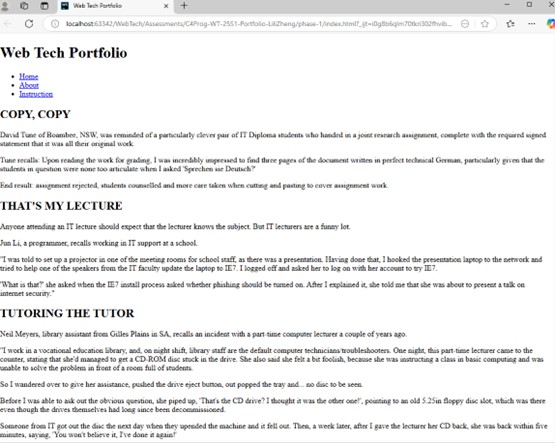 Web Tech Portfolio
localhost:63342/WebTech/Assessments/C4Prog-WT-2551-Portfolio-LiliZheng/phase-1/index.html?
Web Tech Portfolio
Home
About
Instruction
COPY, COPY
David Tune of Roambee, NSW, was reminded of a particularly clever pair of IT Diploma students who handed in a joint research assignment, complete with the required signed
statement that it was all their original work.
Tune recalls: Upon reading the work for grading, I was incredibly impressed to find three pages of the document written in perfect technical German, particularly given that the
students in question were none too articulate when I asked 'Sprechen sie Deutsch?'
End result: assignment rejected, students counselled and more care taken when cutting and pasting to cover assignment work.
THAT'S MY LECTURE
Anyone attending an IT lecture should expect that the lecturer knows the subject. But IT lecturers are a funny lot.
Jun Li, a programmer, recalls working in IT support at a school.
"I was told to set up a projector in one of the meeting rooms for school staff, as there was a presentation. Having done that, I hooked the presentation laptop to the network and
tried to help one of the speakers from the IT faculty update the laptop to IE7. I logged off and asked her to log on with her account to try IE7.
'What is that?' she asked when the IE7 install process asked whether phishing should be turned on. After I explained it, she told me that she was about to present a talk on
internet security."
TUTORING THE TUTOR
Neil Meyers, library assistant from Gilles Plains in SA, recalls an incident with a part-time computer lecturer a couple of years ago.
"I work in a vocational education library, and, on night shift, library staff are the default computer technicians/troubleshooters. One night, this part-time lecturer came to the
counter, stating that she'd managed to get a CD-ROM disc stuck in the drive. She also said she felt a bit foolish, because she was instructing a class in basic computing and was
unable to solve the problem in front of a room full of students.
So I wandered over to give her assistance, pushed the drive eject button, out popped the tray and... no disc to be seen.
Before I was able to ask out the obvious question, she piped up, 'That's the CD drive? I thought it was the other one!', pointing to an old 5.25in floppy disc slot, which was there
even though the drives themselves had long since been decommissioned.
Someone from IT got out the disc the next day when they upended the machine and it fell out. Then, a week later, after I gave the lecturer her CD back, she was back within five
minutes, saying, 'You won't believe it, I've done it again!'